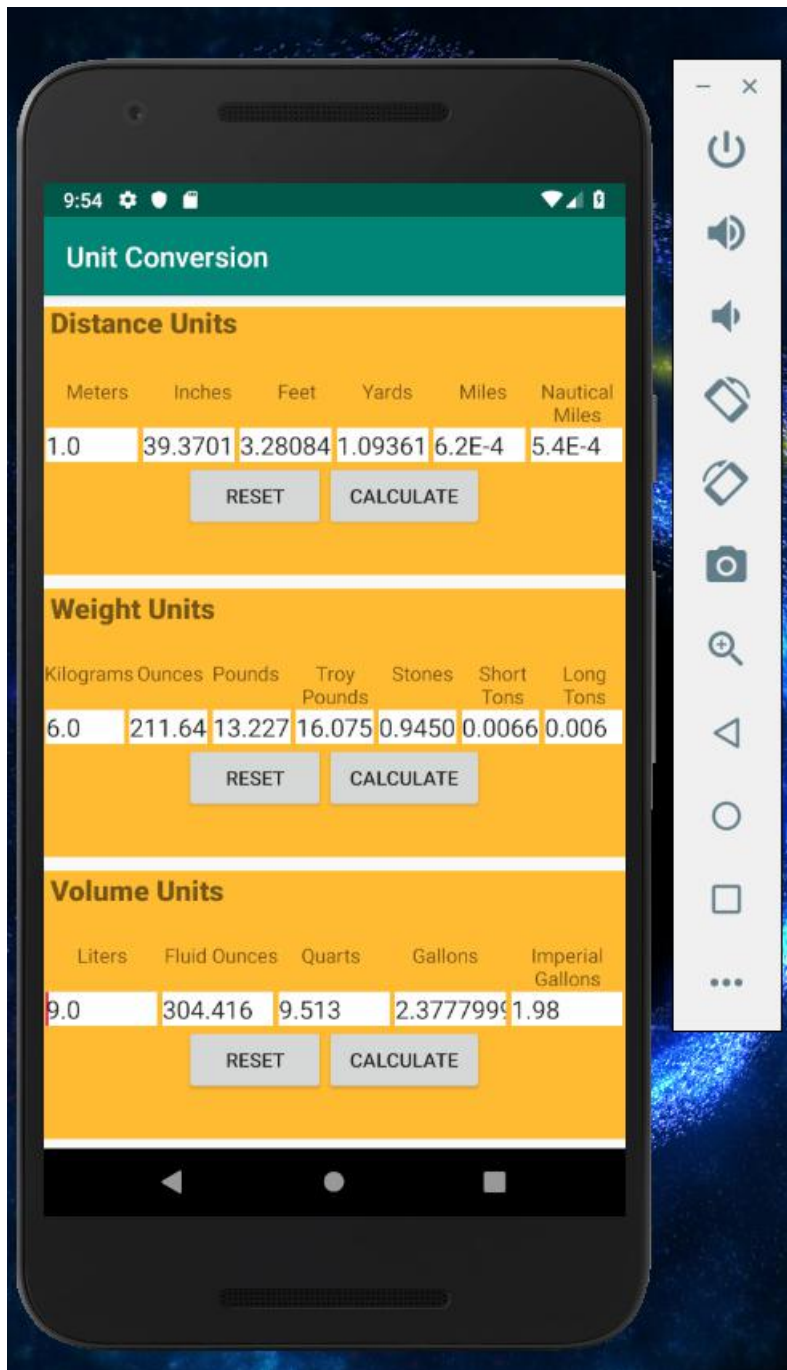 9:54
Unit Conversion
Distance Units
Meters Inches Feet Yards Miles Nautical
Miles
1.0 39.3701 3.28084 1.09361 6.2E-4 5.4E-4
RESET CALCULATE
Weight Units
Kilograms Ounces Pounds Troy Stones Short Long
Pounds Tons Tons
6.0 211.64 13.227 16.075 0.9450 0.0066 0.006
RESET CALCULATE
Volume Units
Liters Fluid Ounces Quarts Gallons Imperial
Gallons
9.0 304.416 9.513 2.3777999 1.98
RESET CALCULATE